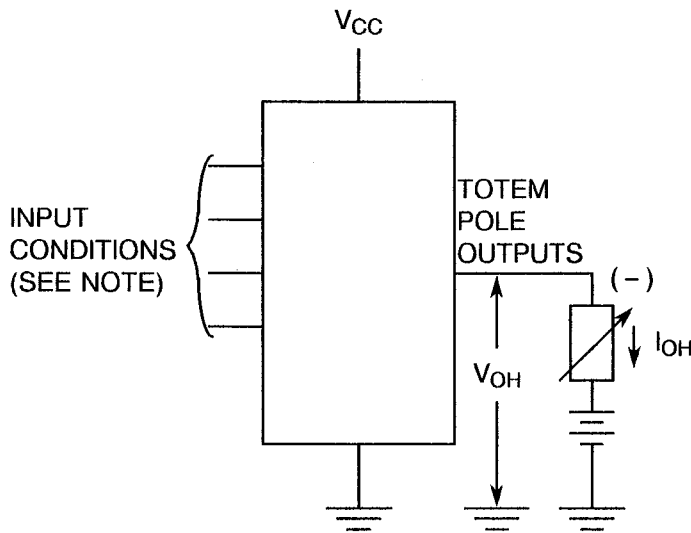 VCC
INPUT
CONDITIONS
(SEE NOTE)
TOTEM
POLE
OUTPUTS
(−)
IOH
VOH